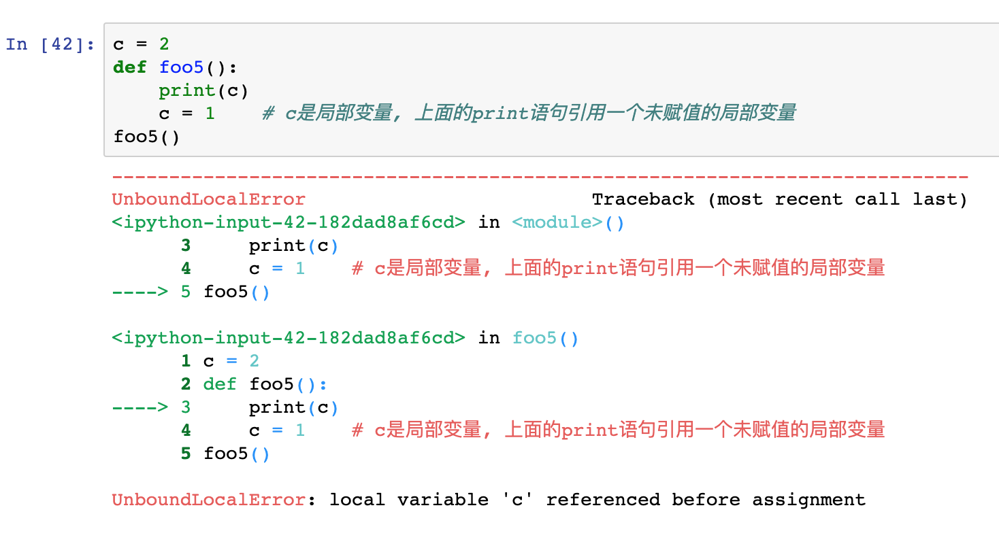 In [42]: c = 2
def foo5():
    print(c)
    c = 1    # c是局部变量, 上面的print语句引用一个未赋值的局部变量
foo5()
---------------------------------------------------------------------------
UnboundLocalError                         Traceback (most recent call last)
<ipython-input-42-182dad8af6cd> in <module>()
      3     print(c)
      4     c = 1    # c是局部变量, 上面的print语句引用一个未赋值的局部变量
----> 5 foo5()
<ipython-input-42-182dad8af6cd> in foo5()
      1 c = 2
      2 def foo5():
----> 3     print(c)
      4     c = 1    # c是局部变量, 上面的print语句引用一个未赋值的局部变量
      5 foo5()
UnboundLocalError: local variable 'c' referenced before assignment